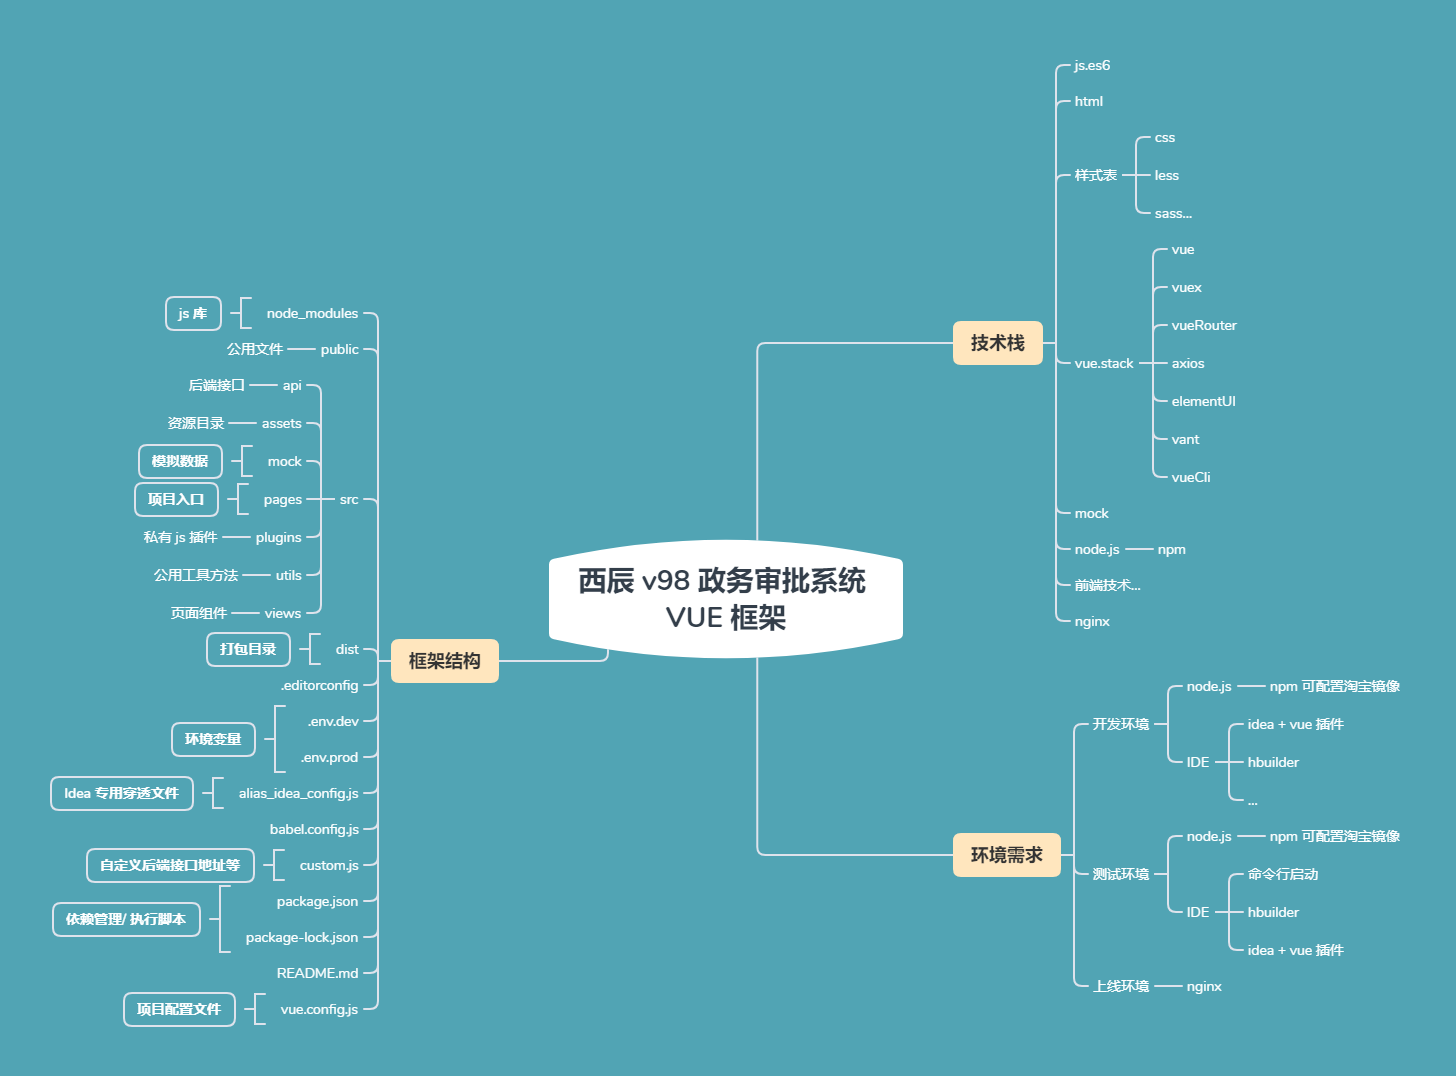 西辰 v98 政务审批系统
VUE 框架
技术栈
js.es6
html
样式表
css
less
sass...
vue.stack
vue
vuex
vueRouter
axios
elementUI
vant
vueCli
mock
node.js
npm
前端技术...
nginx
环境需求
开发环境
node.js
npm 可配置淘宝镜像
IDE
idea + vue 插件
hbuilder
...
测试环境
node.js
npm 可配置淘宝镜像
IDE
命令行启动
hbuilder
idea + vue 插件
上线环境
nginx
框架结构
node_modules
js 库
public
公用文件
src
api
后端接口
assets
资源目录
mock
模拟数据
pages
项目入口
plugins
私有 js 插件
utils
公用工具方法
views
页面组件
dist
打包目录
.editorconfig
.env.dev
.env.prod
环境变量
alias_idea_config.js
Idea 专用穿透文件
babel.config.js
custom.js
自定义后端接口地址等
package.json
package-lock.json
依赖管理/ 执行脚本
README.md
vue.config.js
项目配置文件